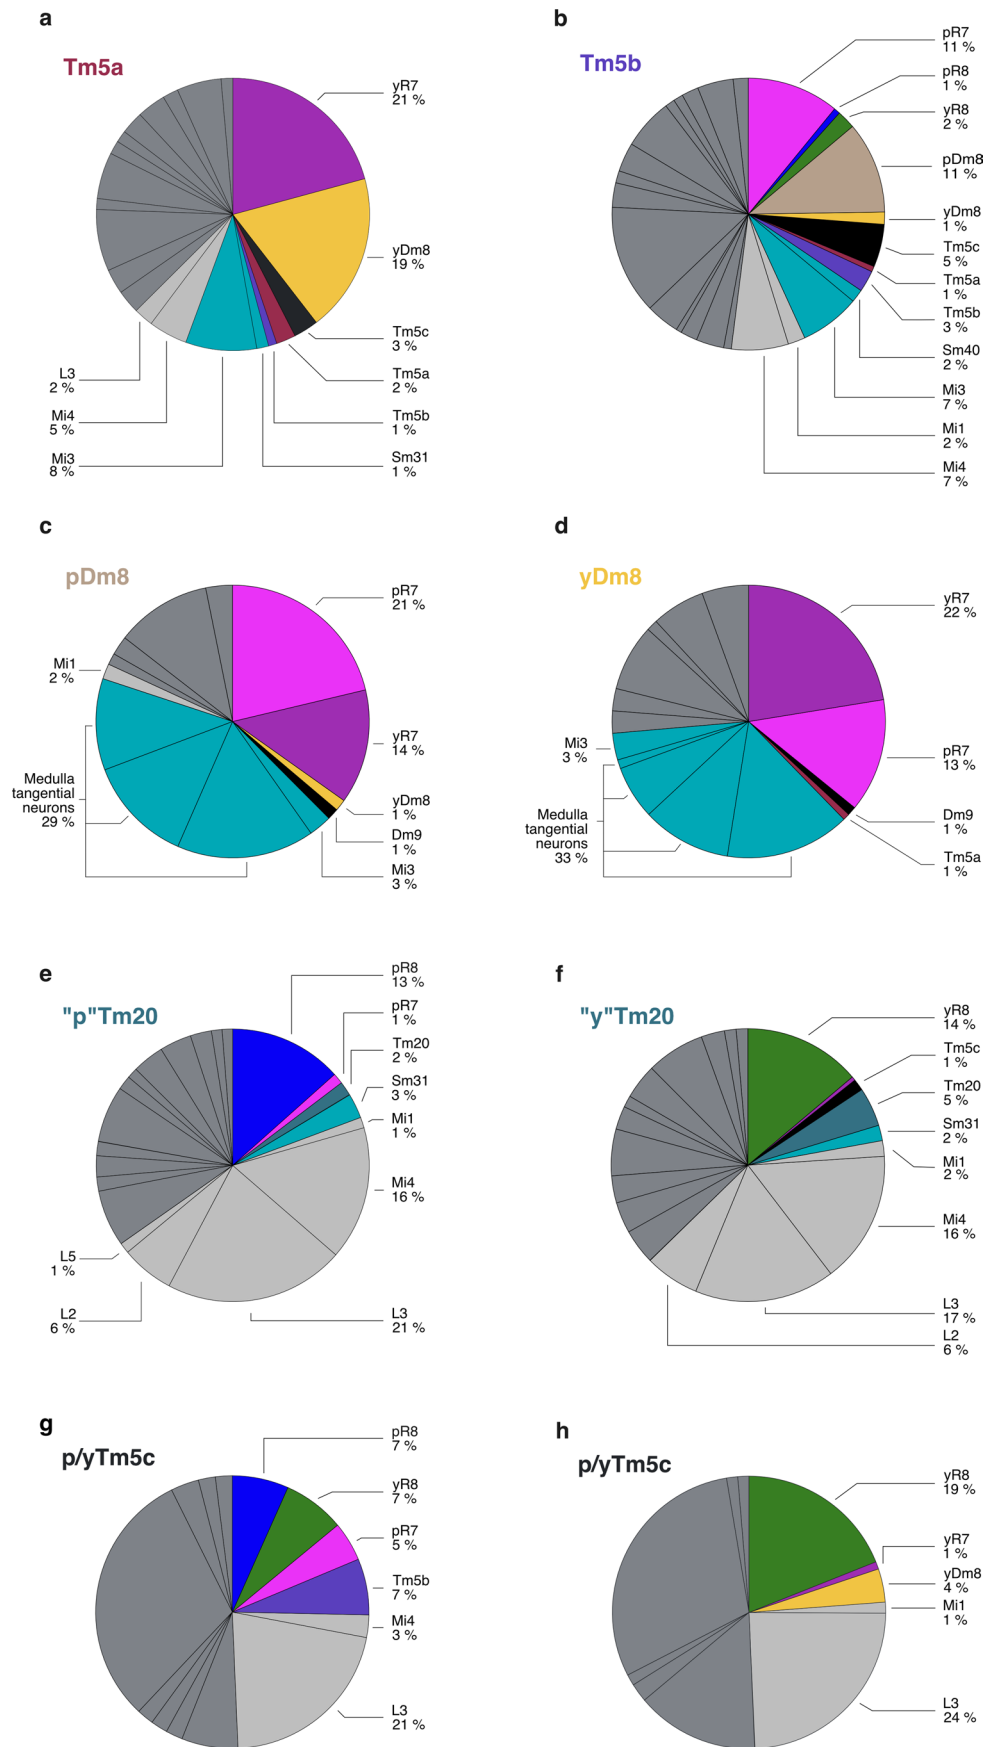 a
Tm5a
yR7
21 %
yDm8
19 %
Tm5c
3 %
Tm5a
2 %
Tm5b
1 %
Sm31
1 %
L3
2 %
Mi4
5 %
Mi3
8 %
b
Tm5b
pR7
11 %
pR8
1 %
yR8
2 %
pDm8
11 %
yDm8
1 %
Tm5c
5 %
Tm5a
1 %
Tm5b
3 %
Sm40
2 %
Mi3
7 %
Mi1
2 %
Mi4
7 %
c
pDm8
pR7
21 %
yR7
14 %
yDm8
1 %
Dm9
1 %
Mi3
3 %
Mi1
2 %
Medulla
tangential
neurons
29 %
d
yDm8
yR7
22 %
pR7
13 %
Dm9
1 %
Tm5a
1 %
Mi3
3 %
Medulla
tangential
neurons
33 %
e
"p"Tm20
pR8
13 %
pR7
1 %
Tm20
2 %
Sm31
3 %
Mi1
1 %
Mi4
16 %
L3
21 %
L5
1 %
L2
6 %
f
"y"Tm20
yR8
14 %
Tm5c
1 %
Tm20
5 %
Sm31
2 %
Mi1
2 %
Mi4
16 %
L3
17 %
L2
6 %
g
p/yTm5c
pR8
7 %
yR8
7 %
pR7
5 %
Tm5b
7 %
Mi4
3 %
L3
21 %
h
p/yTm5c
yR8
19 %
yR7
1 %
yDm8
4 %
Mi1
1 %
L3
24 %